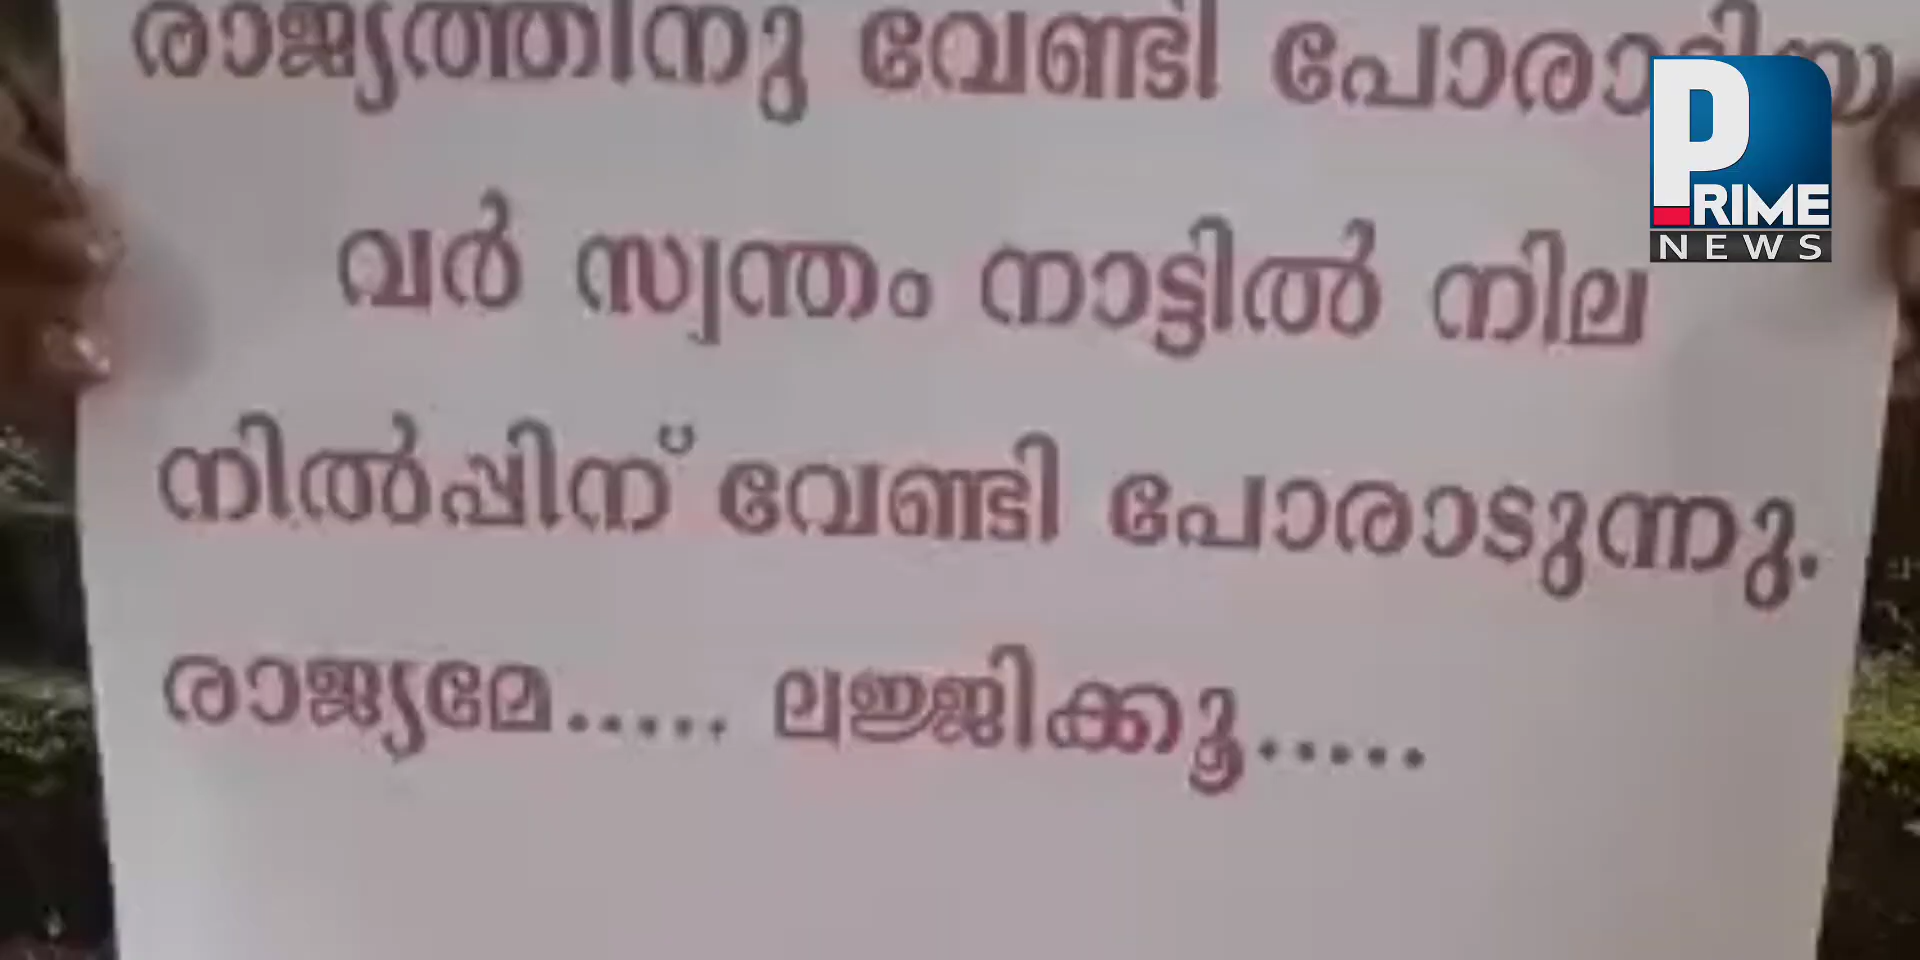 രാജ്യത്തിനു വേണ്ടി പോരാടിയ
വർ സ്വന്തം നാട്ടിൽ നില
നിൽപ്പിന് വേണ്ടി പോരാടുന്നു.
രാജ്യമേ..... ലജ്ജിക്കൂ.....
PRIME
NEWS